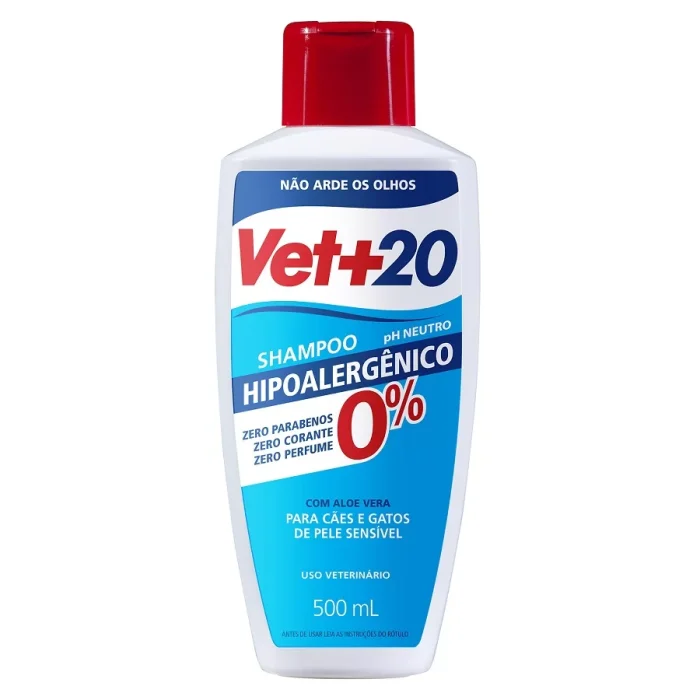 NÃO ARDE OS OLHOS
Vet+20
pH NEUTRO
SHAMPOO
HIPOALERGÊNICO
ZERO PARABENOS
ZERO CORANTE
ZERO PERFUME
0%
COM ALOE VERA
PARA CÃES E GATOS
DE PELE SENSÍVEL
USO VETERINÁRIO
500 mL
ANTES DE USAR LEIA AS INSTRUÇÕES DO RÓTULO